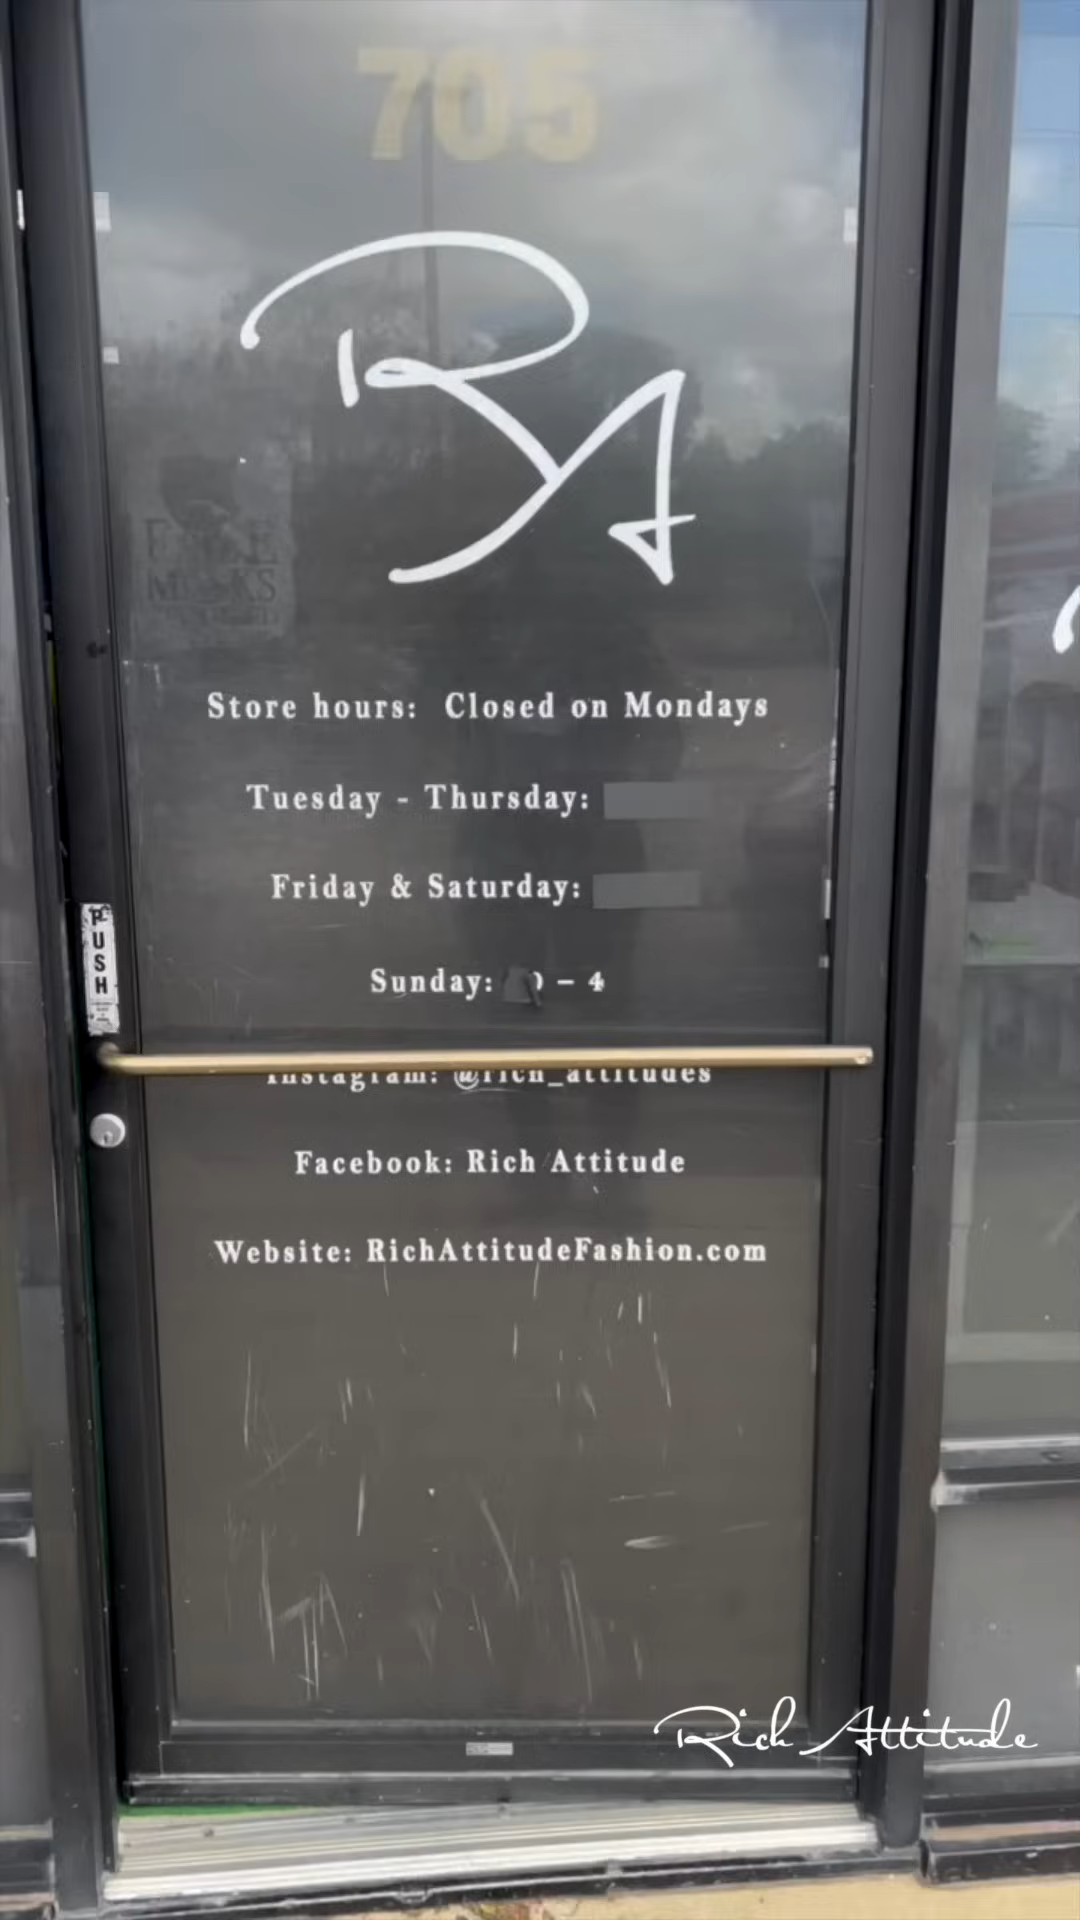 705
RA
Store hours: Closed on Mondays
Tuesday - Thursday:
Friday & Saturday:
PUSH
Sunday: – 4
Instagram: @rich_attitudes
Facebook: Rich Attitude
Website: RichAttitudeFashion.com
Rich Attitude